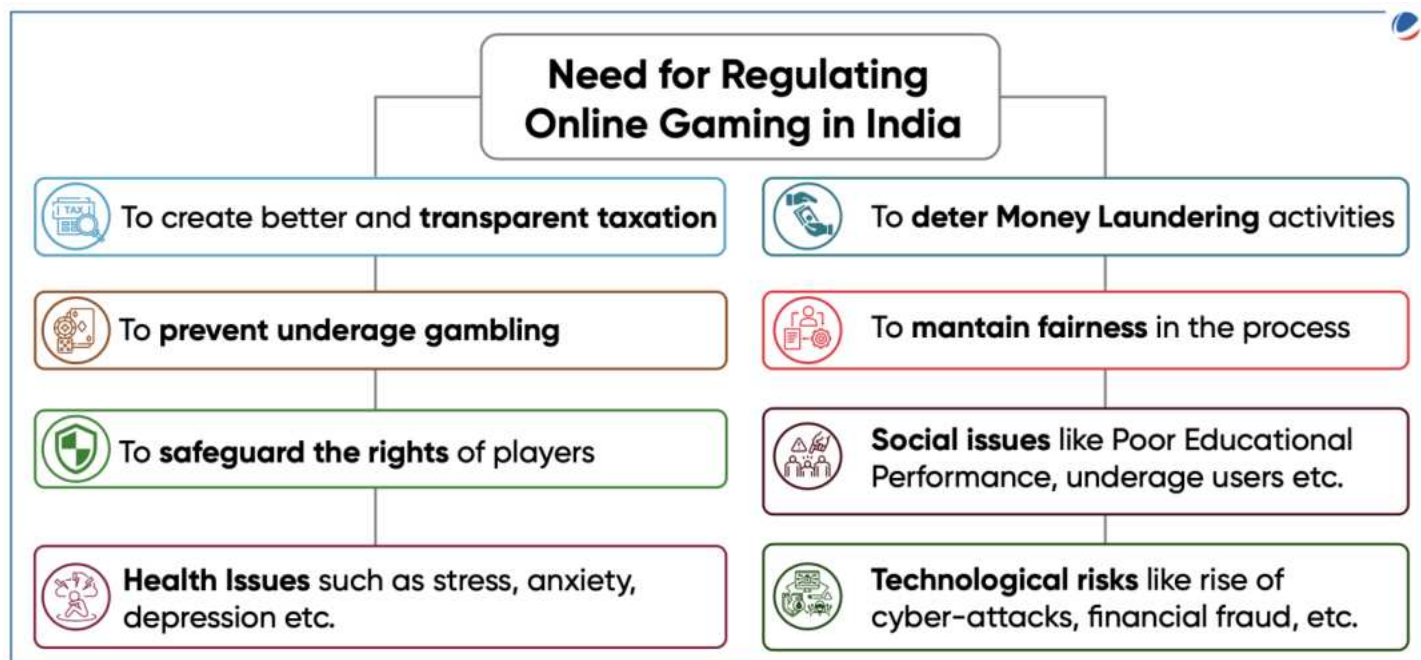 Need for Regulating
Online Gaming in India
TAX
To create better and transparent taxation
To prevent underage gambling
To safeguard the rights of players
Health Issues such as stress, anxiety,
depression etc.
To deter Money Laundering activities
To mantain fairness in the process
Social issues like Poor Educational
Performance, underage users etc.
Technological risks like rise of
cyber-attacks, financial fraud, etc.